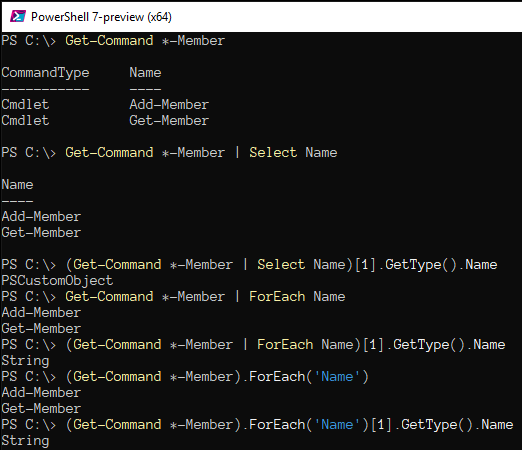 PowerShell 7-preview (x64)
PS C:\> Get-Command *-Member
CommandType     Name
-----------     ----
Cmdlet          Add-Member
Cmdlet          Get-Member
PS C:\> Get-Command *-Member | Select Name
Name
----
Add-Member
Get-Member
PS C:\> (Get-Command *-Member | Select Name)[1].GetType().Name
PSCustomObject
PS C:\> Get-Command *-Member | ForEach Name
Add-Member
Get-Member
PS C:\> (Get-Command *-Member | ForEach Name)[1].GetType().Name
String
PS C:\> (Get-Command *-Member).ForEach('Name')
Add-Member
Get-Member
PS C:\> (Get-Command *-Member).ForEach('Name')[1].GetType().Name
String